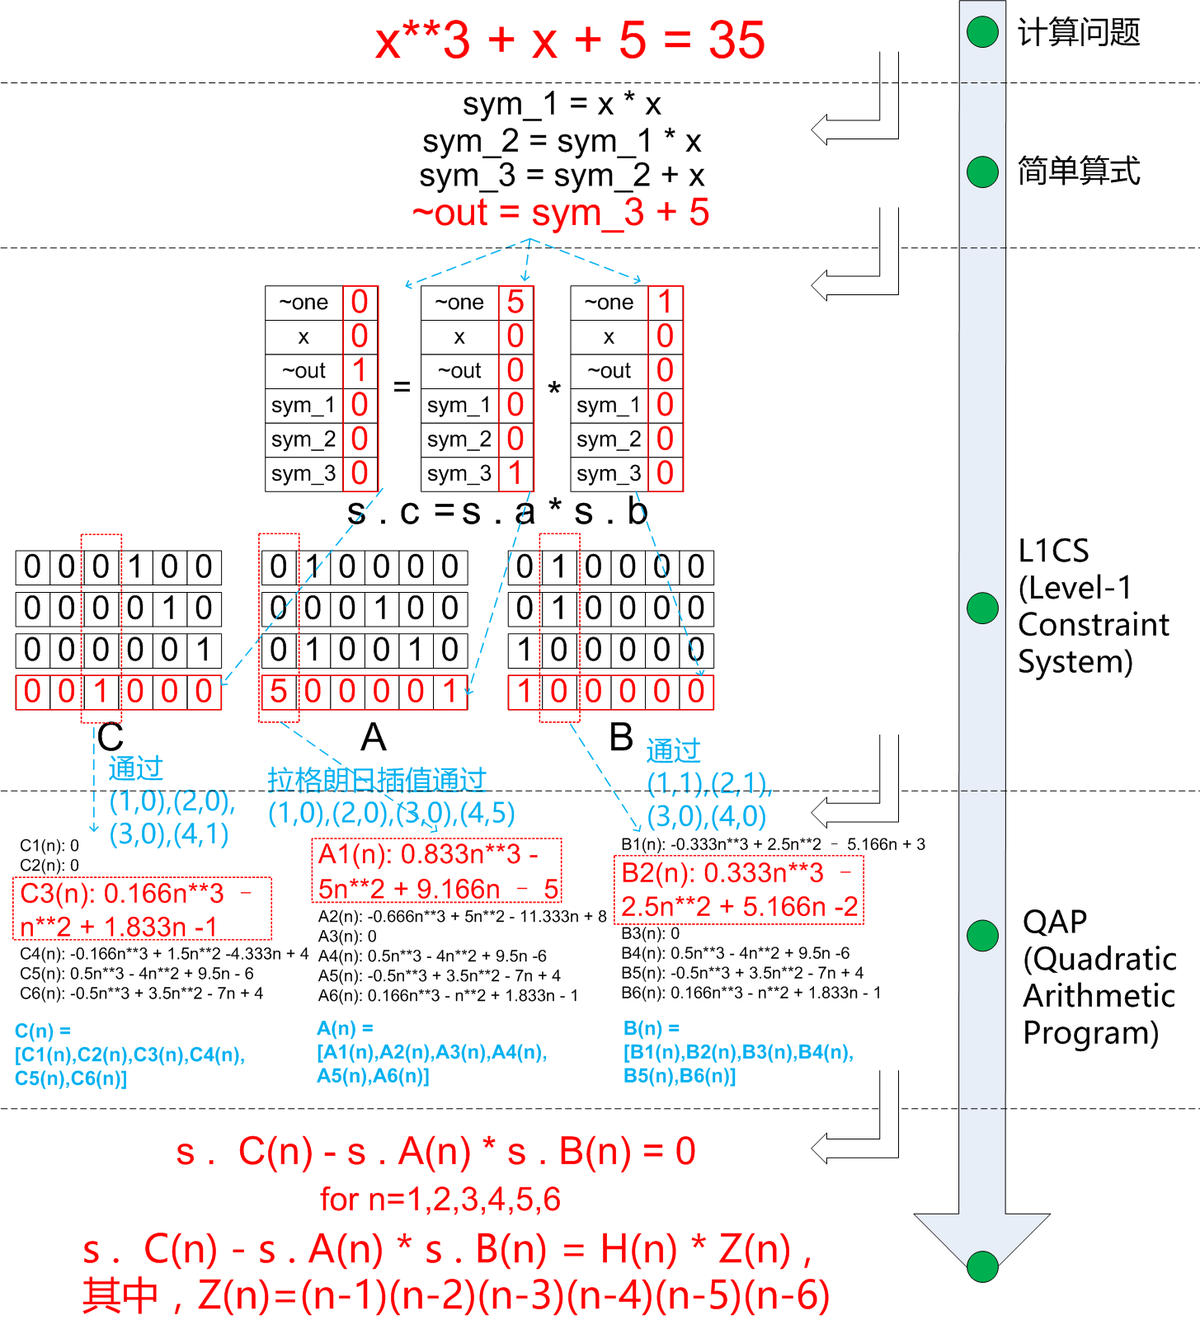 x**3 + x + 5 = 35
计算问题
sym_1 = x * x
sym_2 = sym_1 * x
sym_3 = sym_2 + x
~out = sym_3 + 5
简单算式
~one 0
x 0
~out 1
sym_1 0
sym_2 0
sym_3 0
=
~one 5
x 0
~out 0
sym_1 0
sym_2 0
sym_3 1
*
~one 1
x 0
~out 0
sym_1 0
sym_2 0
sym_3 0
s . c = s . a * s . b
0 0 0 1 0 0
0 0 0 0 1 0
0 0 0 0 0 1
0 0 1 0 0 0
C
0 1 0 0 0 0
0 0 0 1 0 0
0 1 0 0 1 0
5 0 0 0 0 1
A
0 1 0 0 0 0
0 1 0 0 0 0
1 0 0 0 0 0
1 0 0 0 0 0
B
L1CS
(Level-1
Constraint
System)
通过
(1,0),(2,0),
(3,0),(4,1)
拉格朗日插值通过
(1,0),(2,0),(3,0),(4,5)
通过
(1,1),(2,1),
(3,0),(4,0)
C1(n): 0
C2(n): 0
C3(n): 0.166n**3 –
n**2 + 1.833n -1
C4(n): -0.166n**3 + 1.5n**2 -4.333n + 4
C5(n): 0.5n**3 - 4n**2 + 9.5n - 6
C6(n): -0.5n**3 + 3.5n**2 - 7n + 4
C(n) =
[C1(n),C2(n),C3(n),C4(n),
C5(n),C6(n)]
A1(n): 0.833n**3 -
5n**2 + 9.166n – 5
A2(n): -0.666n**3 + 5n**2 - 11.333n + 8
A3(n): 0
A4(n): 0.5n**3 - 4n**2 + 9.5n -6
A5(n): -0.5n**3 + 3.5n**2 - 7n + 4
A6(n): 0.166n**3 - n**2 + 1.833n - 1
A(n) =
[A1(n),A2(n),A3(n),A4(n),
A5(n),A6(n)]
B1(n): -0.333n**3 + 2.5n**2 – 5.166n + 3
B2(n): 0.333n**3 –
2.5n**2 + 5.166n -2
B3(n): 0
B4(n): 0.5n**3 - 4n**2 + 9.5n -6
B5(n): -0.5n**3 + 3.5n**2 - 7n + 4
B6(n): 0.166n**3 - n**2 + 1.833n - 1
B(n) =
[B1(n),B2(n),B3(n),B4(n),
B5(n),B6(n)]
QAP
(Quadratic
Arithmetic
Program)
s . C(n) - s . A(n) * s . B(n) = 0
for n=1,2,3,4,5,6
s . C(n) - s . A(n) * s . B(n) = H(n) * Z(n) ,
其中，Z(n)=(n-1)(n-2)(n-3)(n-4)(n-5)(n-6)